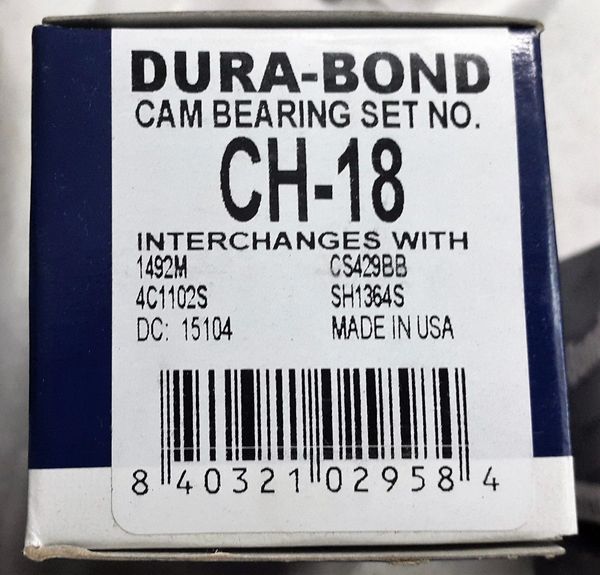 DURA-BOND
CAM BEARING SET NO.
CH-18
INTERCHANGES WITH
1492M CS429BB
4C1102S SH1364S
DC: 15104 MADE IN USA
8 40321 02958 4